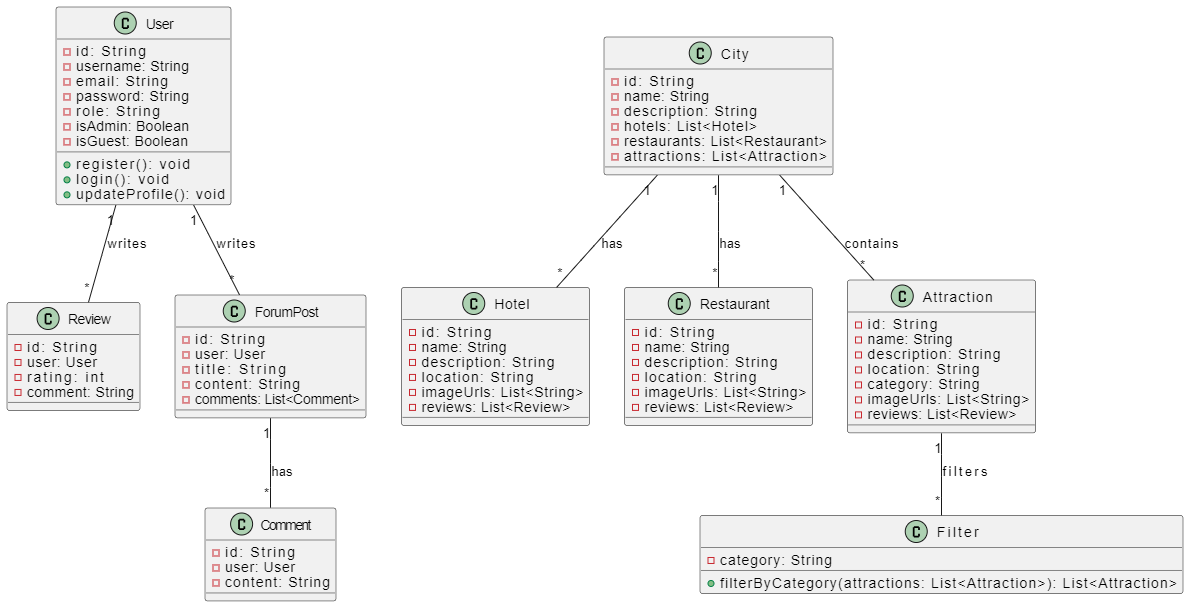 C User
id: String
username: String
email: String
password: String
role: String
isAdmin: Boolean
isGuest: Boolean
register(): void
login(): void
updateProfile(): void
C City
id: String
name: String
description: String
hotels: List<Hotel>
restaurants: List<Restaurant>
attractions: List<Attraction>
1
writes
*
1
writes
*
1
has
*
1
has
*
1
contains
*
C Review
id: String
user: User
rating: int
comment: String
C ForumPost
id: String
user: User
title: String
content: String
comments: List<Comment>
C Hotel
id: String
name: String
description: String
location: String
imageUrls: List<String>
reviews: List<Review>
C Restaurant
id: String
name: String
description: String
location: String
imageUrls: List<String>
reviews: List<Review>
C Attraction
id: String
name: String
description: String
location: String
category: String
imageUrls: List<String>
reviews: List<Review>
1
has
*
1
filters
*
C Comment
id: String
user: User
content: String
C Filter
category: String
filterByCategory(attractions: List<Attraction>): List<Attraction>